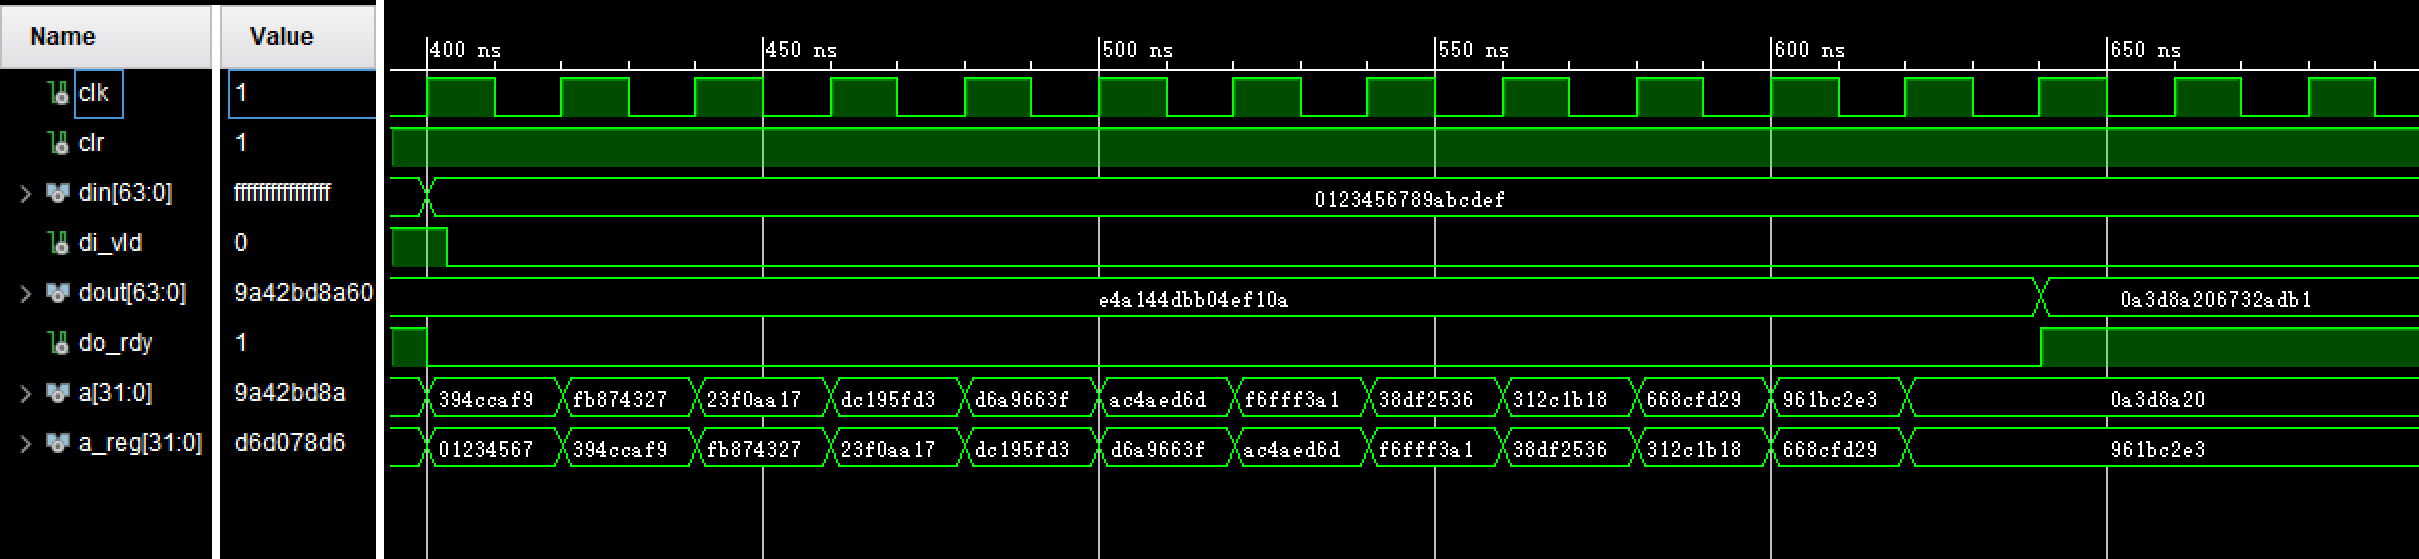 Name Value
400 ns 450 ns 500 ns 550 ns 600 ns 650 ns
clk 1
clr 1
din[63:0] ffffffffffffffff 0123456789abcdef
di_vld 0
dout[63:0] 9a42bd8a60 e4a144dbb04ef10a 0a3d8a206732adb1
do_rdy 1
a[31:0] 9a42bd8a 394ccaf9 fb874327 23f0aa17 dc195fd3 d6a9663f ac4aed6d f6fff3a1 38df2536 312c1b18 668cfd29 961bc2e3 0a3d8a20
a_reg[31:0] d6d078d6 01234567 394ccaf9 fb874327 23f0aa17 dc195fd3 d6a9663f ac4aed6d f6fff3a1 38df2536 312c1b18 668cfd29 961bc2e3